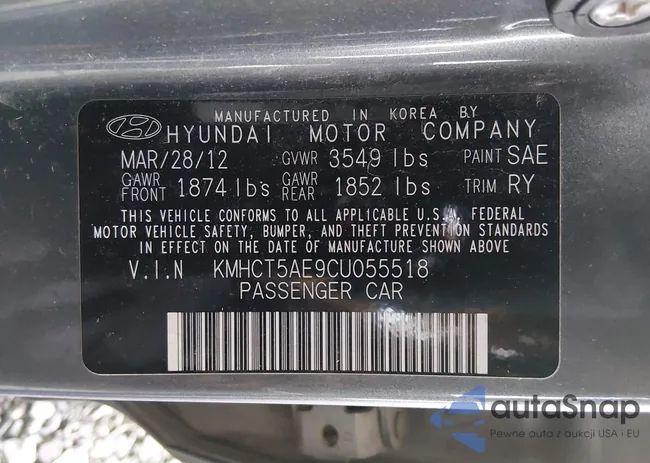 MANUFACTURED IN KOREA BY
HYUNDAI MOTOR COMPANY
MAR/28/12 GVWR 3549 lbs PAINT SAE
GAWR FRONT 1874 lbs GAWR REAR 1852 lbs TRIM RY
THIS VEHICLE CONFORMS TO ALL APPLICABLE U.S.A. FEDERAL
MOTOR VEHICLE SAFETY, BUMPER, AND THEFT PREVENTION STANDARDS
IN EFFECT ON THE DATE OF MANUFACTURE SHOWN ABOVE
V.I.N KMHCT5AE9CU055518
PASSENGER CAR
autaSnap
Pewne auta z aukcji USA i EU